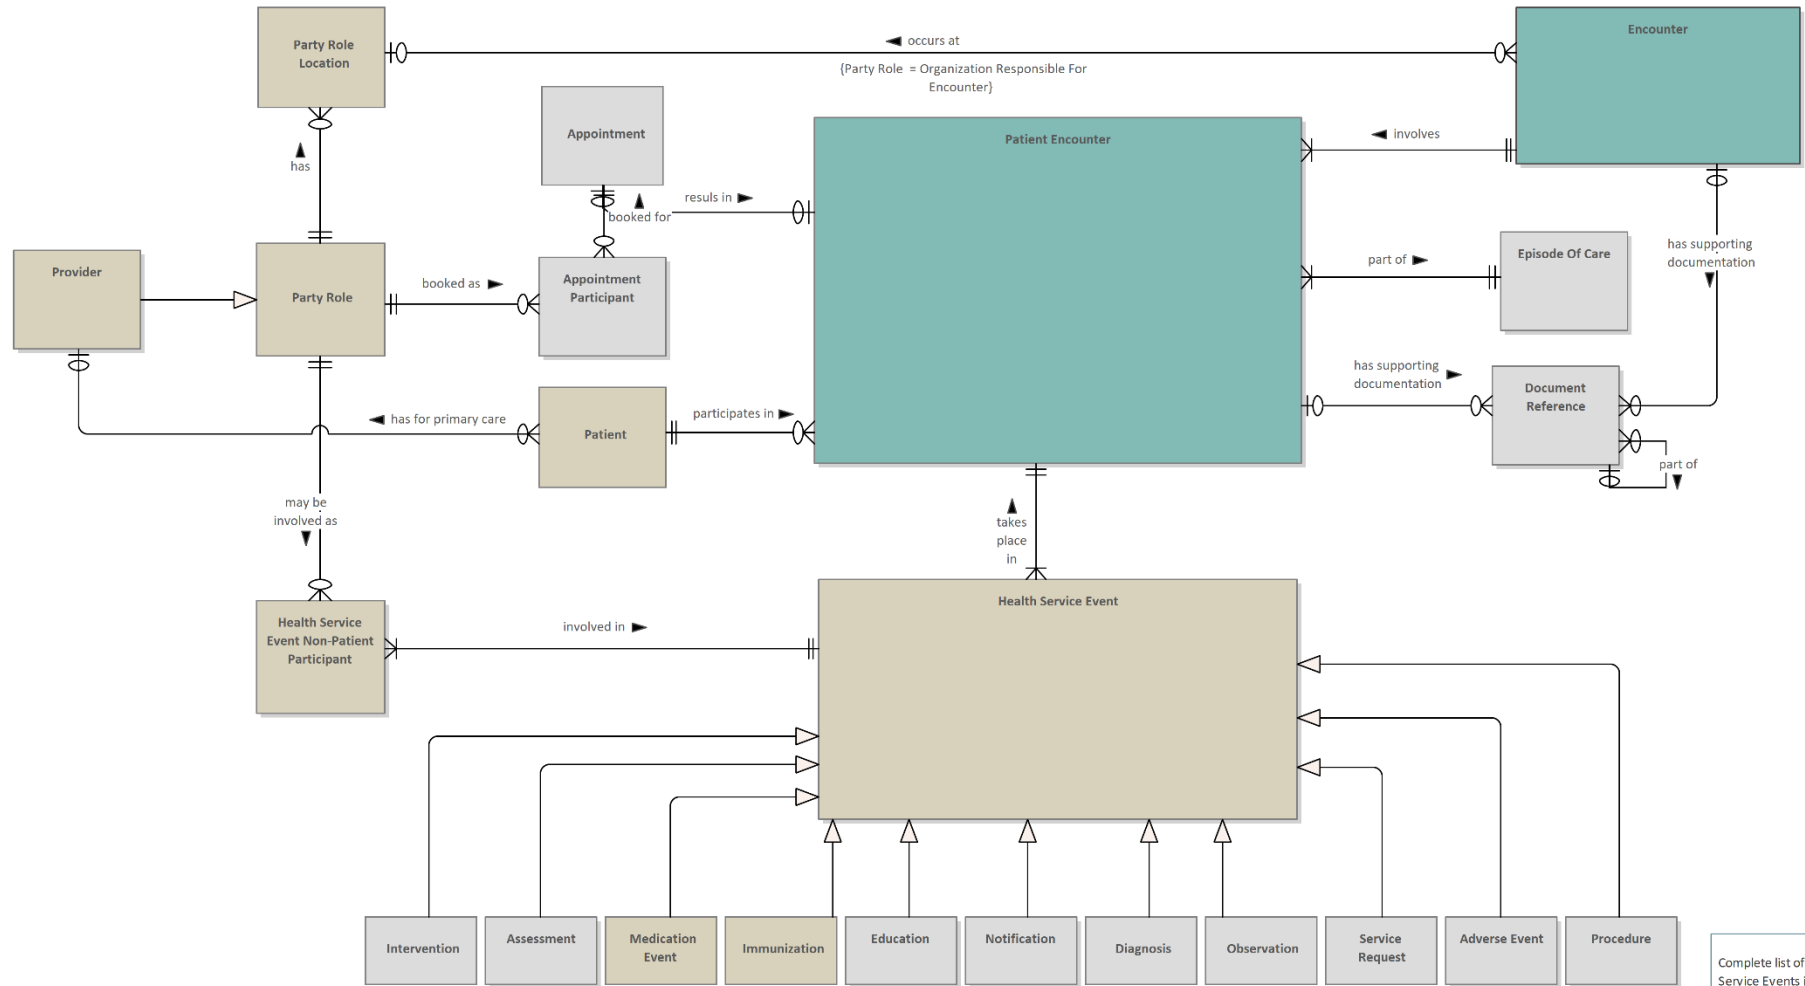 Party Role
Location
occurs at
{Party Role = Organization Responsible For
Encounter}
Encounter
Appointment
Patient Encounter
involves
has
resuls in
booked for
has supporting
documentation
Provider
Party Role
booked as
Appointment
Participant
part of
Episode Of Care
has supporting
documentation
Document
Reference
has for primary care
Patient
participates in
part of
may be
involved as
takes
place
in
Health Service
Event Non-Patient
Participant
involved in
Health Service Event
Intervention
Assessment
Medication
Event
Immunization
Education
Notification
Diagnosis
Observation
Service
Request
Adverse Event
Procedure
Complete list of
Service Events i